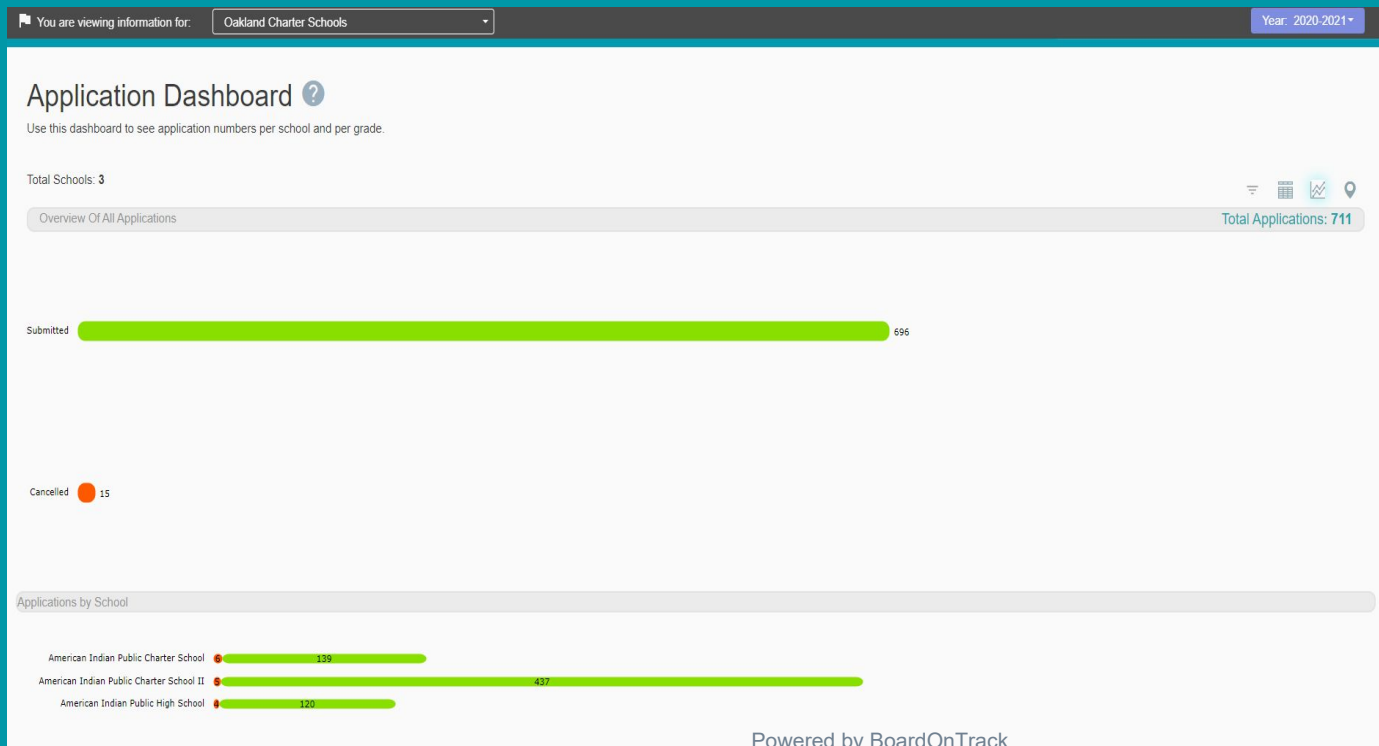 You are viewing information for: Oakland Charter Schools Year: 2020-2021
Application Dashboard ?
Use this dashboard to see application numbers per school and per grade.
Total Schools: 3
Overview Of All Applications Total Applications: 711
Submitted 696
Cancelled 15
Applications by School
American Indian Public Charter School 6 139
American Indian Public Charter School II 5 437
American Indian Public High School 4 120
Powered by BoardOnTrack